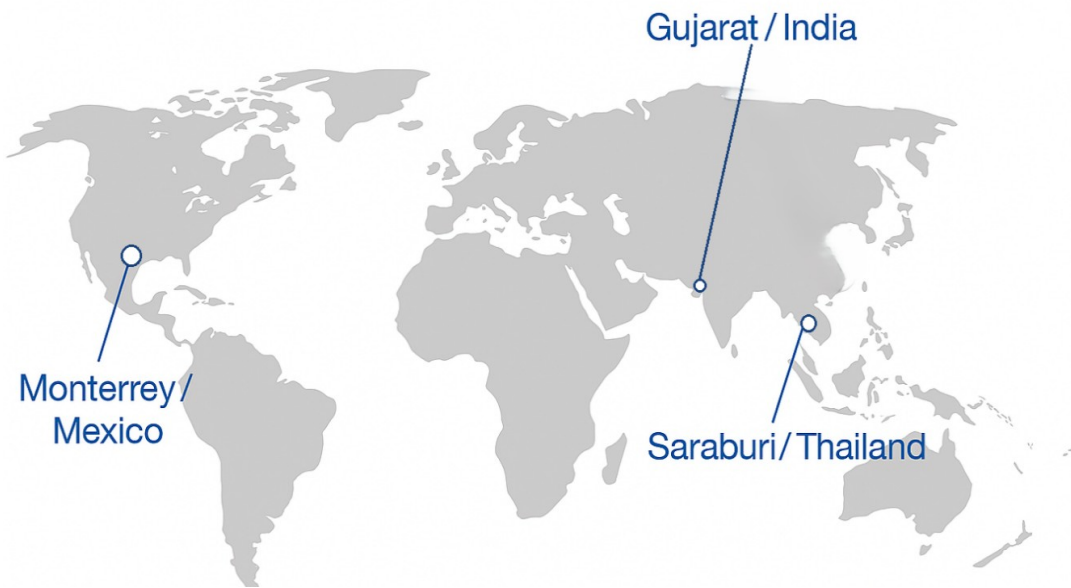 Gujarat / India
Monterrey /
Mexico
Saraburi / Thailand